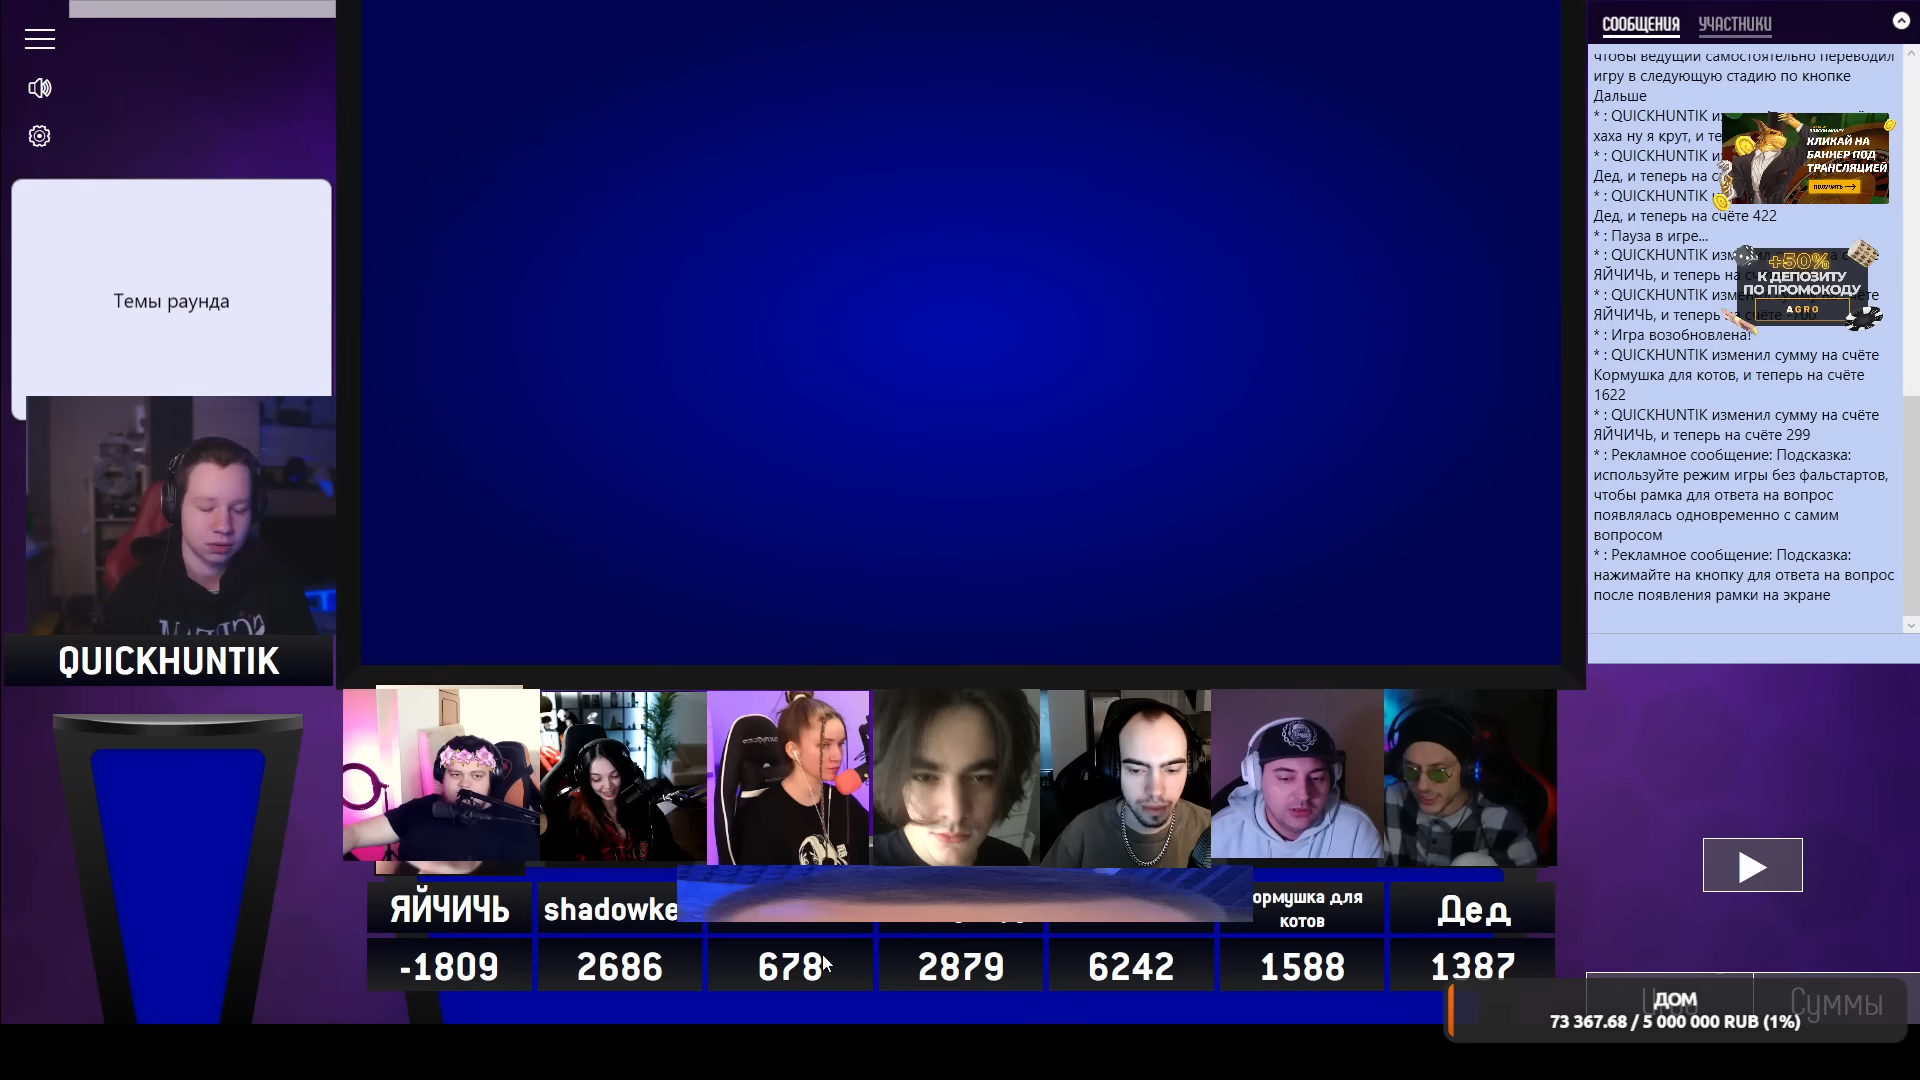 СООБЩЕНИЯ УЧАСТНИКИ
чтобы ведущий самостоятельно переводил
игру в следующую стадию по кнопке
Дальше
* : QUICKHUNTIK
хаха ну я крут, и
* : QUICKHUNTIK
Дед, и теперь на
* : QUICKHUNTIK
Дед, и теперь на счёте 422
* : Пауза в игре...
* : QUICKHUNTIK
ЯЙЧИЧЬ, и теперь на
* : QUICKHUNTIK
ЯЙЧИЧЬ, и теперь на счёте -700
* : Игра возобновлена!
* : QUICKHUNTIK изменил сумму на счёте
Кормушка для котов, и теперь на счёте
1622
* : QUICKHUNTIK изменил сумму на счёте
ЯЙЧИЧЬ, и теперь на счёте 299
* : Рекламное сообщение: Подсказка:
используйте режим игры без фальстартов,
чтобы рамка для ответа на вопрос
появлялась одновременно с самим
вопросом
* : Рекламное сообщение: Подсказка:
нажимайте на кнопку для ответа на вопрос
после появления рамки на экране
КЛИКАЙ НА
БАННЕР ПОД
ТРАНСЛЯЦИЕЙ
ПОЛУЧИТЬ
+50%
К ДЕПОЗИТУ
ПО ПРОМОКОДУ
AGRO
Темы раунда
QUICKHUNTIK
ЯЙЧИЧЬ shadowke ормушка для котов Дед
-1809 2686 678 2879 6242 1588 1387
Суммы
ДОМ
73 367.68 / 5 000 000 RUB (1%)